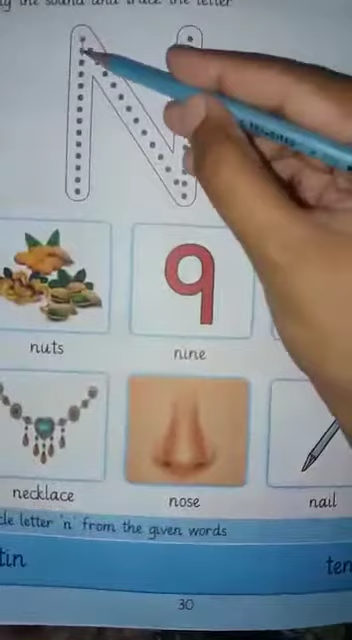 the sound and trace the letter
N
9
nuts
nine
necklace
nose
nail
letter 'n' from the given words
tin
ten
30